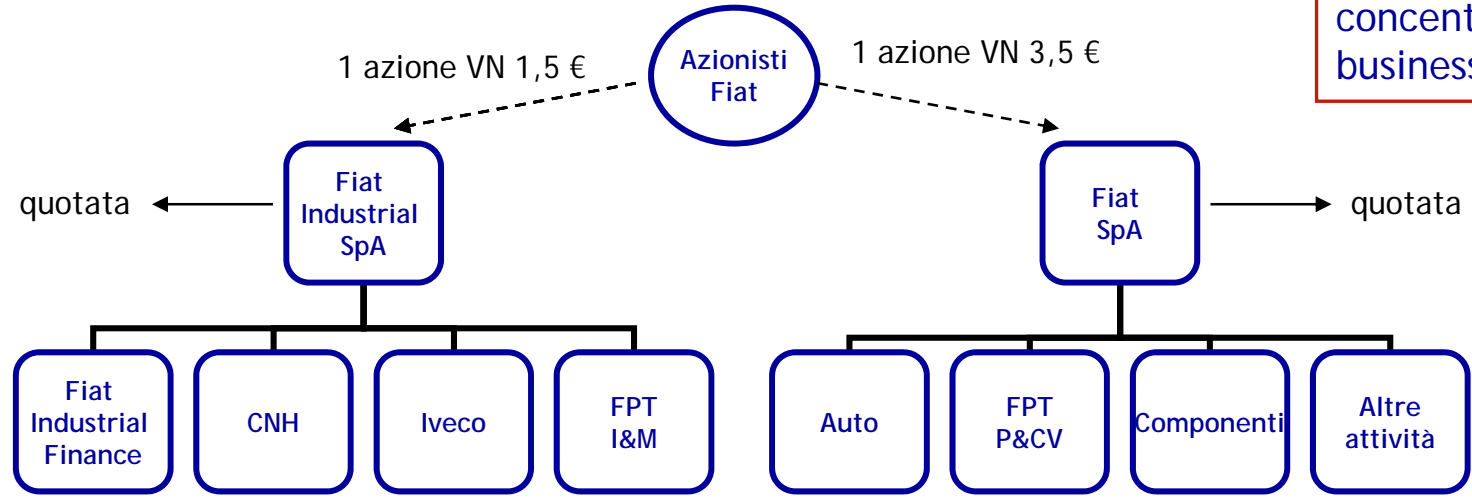 1 azione VN 1,5 €
Azionisti
Fiat
1 azione VN 3,5 €
business
quotata
Fiat
Industrial
SpA
Fiat
SpA
quotata
Fiat
Industrial
Finance
CNH
Iveco
FPT
I&M
Auto
FPT
P&CV
Componenti
Altre
attività